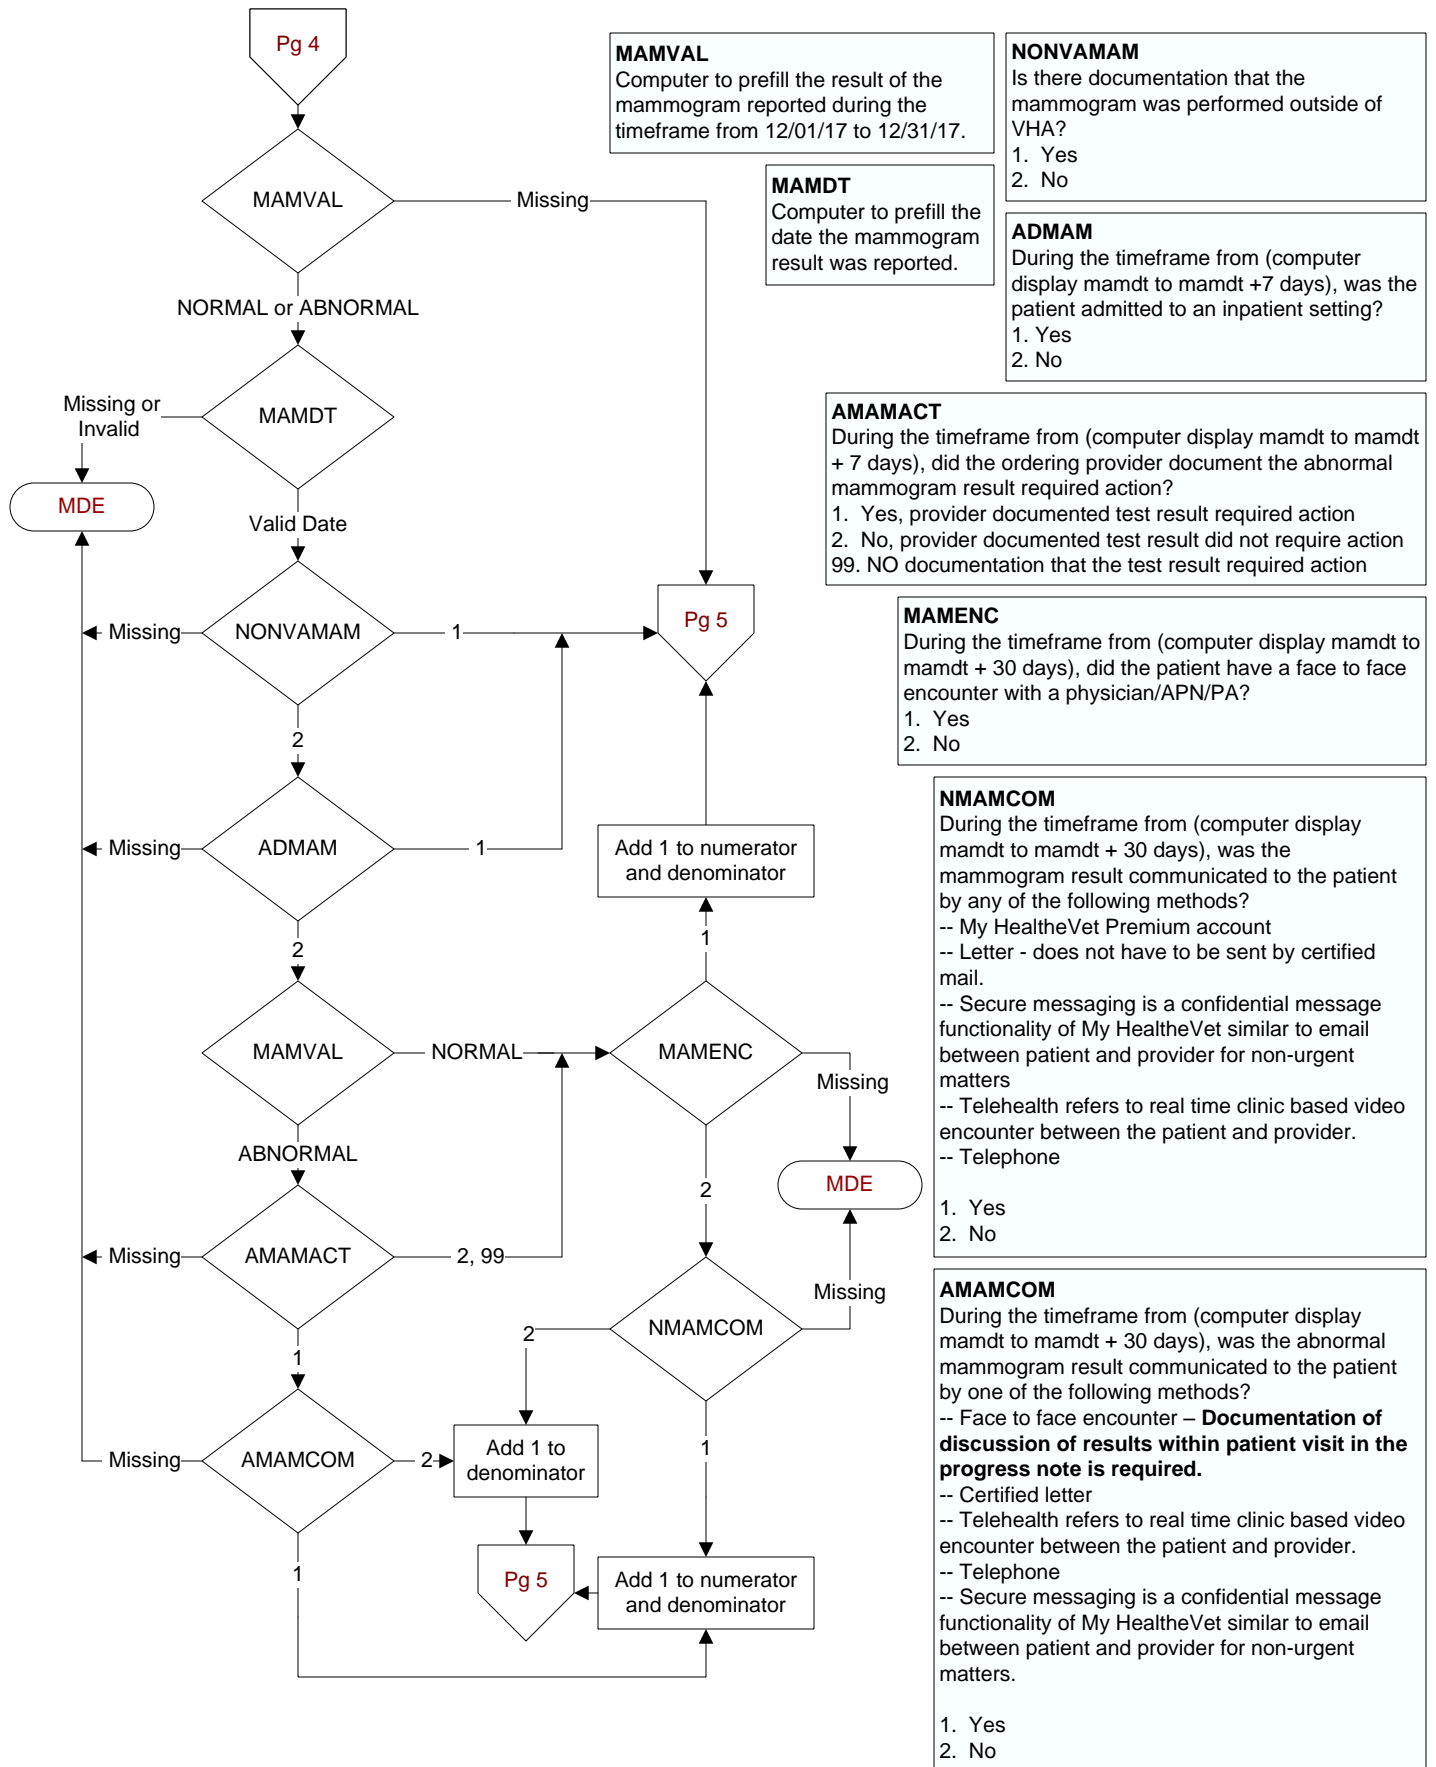 Pg 4
MAMVAL
Missing
NORMAL or ABNORMAL
MAMDT
Missing or
Invalid
MDE
Valid Date
NONVAMAM
Missing
1
Pg 5
2
ADMAM
Missing
1
Add 1 to numerator
and denominator
2
1
MAMVAL
NORMAL
MAMENC
Missing
ABNORMAL
MDE
2
AMAMACT
Missing
2, 99
Missing
NMAMCOM
2
1
1
AMAMCOM
Missing
2
Add 1 to
denominator
1
Pg 5
Add 1 to numerator
and denominator
MAMVAL
Computer to prefill the result of the
mammogram reported during the
timeframe from 12/01/17 to 12/31/17.
NONVAMAM
Is there documentation that the
mammogram was performed outside of
VHA?
1. Yes
2. No
MAMDT
Computer to prefill the
date the mammogram
result was reported.
ADMAM
During the timeframe from (computer
display mamdt to mamdt +7 days), was the
patient admitted to an inpatient setting?
1. Yes
2. No
AMAMACT
During the timeframe from (computer display mamdt to mamdt
+ 7 days), did the ordering provider document the abnormal
mammogram result required action?
1. Yes, provider documented test result required action
2. No, provider documented test result did not require action
99. NO documentation that the test result required action
MAMENC
During the timeframe from (computer display mamdt to
mamdt + 30 days), did the patient have a face to face
encounter with a physician/APN/PA?
1. Yes
2. No
NMAMCOM
During the timeframe from (computer display
mamdt to mamdt + 30 days), was the
mammogram result communicated to the patient
by any of the following methods?
-- My HealtheVet Premium account
-- Letter - does not have to be sent by certified
mail.
-- Secure messaging is a confidential message
functionality of My HealtheVet similar to email
between patient and provider for non-urgent
matters
-- Telehealth refers to real time clinic based video
encounter between the patient and provider.
-- Telephone
1. Yes
2. No
AMAMCOM
During the timeframe from (computer display
mamdt to mamdt + 30 days), was the abnormal
mammogram result communicated to the patient
by one of the following methods?
-- Face to face encounter – Documentation of
discussion of results within patient visit in the
progress note is required.
-- Certified letter
-- Telehealth refers to real time clinic based video
encounter between the patient and provider.
-- Telephone
-- Secure messaging is a confidential message
functionality of My HealtheVet similar to email
between patient and provider for non-urgent
matters.
1. Yes
2. No